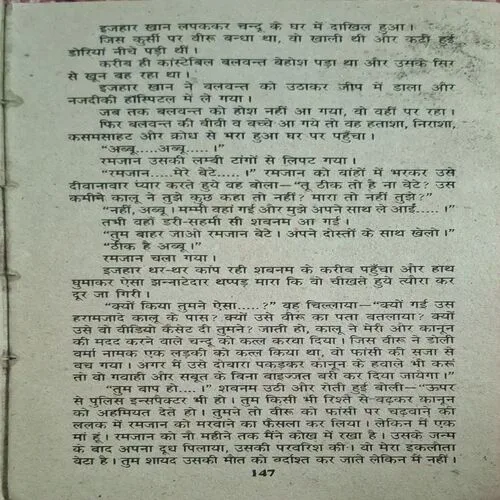 इजहार खान लपककर चन्दू के घर में दाखिल हुआ।
जिस कुर्सी पर वीरू बन्धा था, वो खाली थी और कटी हुई
डोरियां नीचे पड़ी थीं।
करीब ही कांस्टेबिल बलवन्त बेहोश पड़ा था और उसके सिर
से खून बह रहा था।
इजहार खान ने बलवन्त को उठाकर जीप में डाला और
नजदीकी हास्पिटल में ले गया।
जब तक बलवन्त को होश नहीं आ गया, वो वहीं पर रहा।
फिर बलवन्त की बीवी व बच्चे आ गये तो वह हताशा, निराशा,
कसमसाहट और क्रोध से भरा हुआ घर पर पहुँचा।
“अब्बू.....अब्बू.....।”
रमजान उसकी लम्बी टांगों से लिपट गया।
“रमजान.....मेरे बेटे.....।” रमजान को बांहों में भरकर उसे
दीवानावार प्यार करते हुये वह बोला—“तू ठीक तो है ना बेटे? उस
कमीने कालू ने तुझे कुछ कहा तो नहीं? मारा तो नहीं तुझे?”
“नहीं, अब्बू। मम्मी वहां गई और मुझे अपने साथ ले आई.....।”
तभी वहां डरी-सहमी सी शबनम आ गई।
“तुम बाहर जाओ रमजान बेटे। अपने दोस्तों के साथ खेलो।”
“ठीक है अब्बू।”
रमजान चला गया।
इजहार थर-थर कांप रही शबनम के करीब पहुँचा और हाथ
घुमाकर ऐसा झन्नाटेदार थप्पड़ मारा कि वो चीखते हुये त्यौरा कर
दूर जा गिरी।
“क्यों किया तुमने ऐसा.....?” वह चिल्लाया—“क्यों गई उस
हरामजादे कालू के पास? क्यों उसे वीरू का पता बतलाया? क्यों
उसे वो वीडियो कैसेट दी तुमने? जाती हो, कालू ने मेरी और कानून
की मदद करने वाले चन्दू को कत्ल करवा दिया। जिस वीरू ने डोली
वर्मा नामक एक लड़की को कत्ल किया था, वो फांसी की सजा से
बच गया। अगर मैं उसे दोबारा पकड़कर कानून के हवाले भी करूं
तो वो गवाही और सबूत के बिना बाइज्जत बरी कर दिया जायेगा।”
“तुम बाप हो....।” शबनम उठी और रोती हुई बोली—“ऊपर
से पुलिस इन्सपैक्टर भी हो। तुम किसी भी रिश्ते से बढ़कर कानून
को अहमियत देते हो। तुमने तो वीरू को फांसी पर चढ़वाने की
ललक में रमजान को मरवाने का फैसला कर लिया। लेकिन मैं एक
मां हूं। रमजान को नौ महीने तक मैंने कोख में रखा है। उसके जन्म
के बाद अपना दूध पिलाया, उसकी परवरिश की। वो मेरा इकलौता
बेटा है। तुम शायद उसकी मौत को बर्दाश्त कर जाते लेकिन मैं नहीं।
147